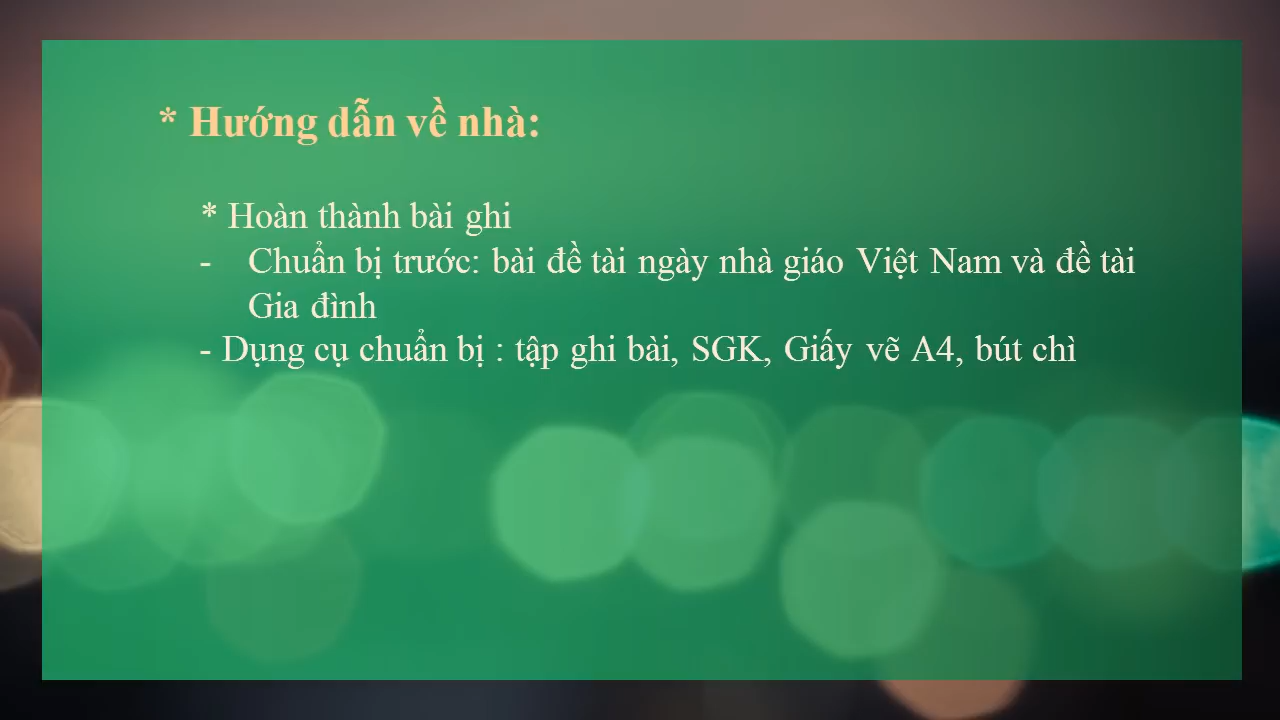 * Hướng dẫn về nhà:
* Hoàn thành bài ghi
- Chuẩn bị trước: bài đề tài ngày nhà giáo Việt Nam và đề tài
Gia đình
- Dụng cụ chuẩn bị : tập ghi bài, SGK, Giấy vẽ A4, bút chì